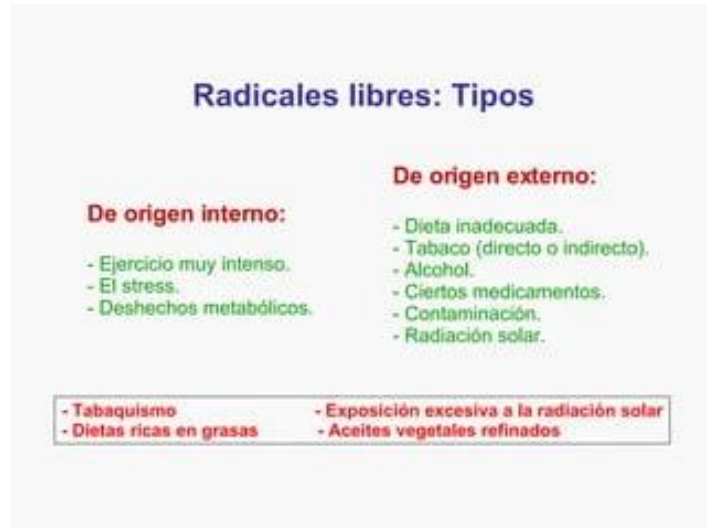 Radicales libres: Tipos
De origen interno:
- Ejercicio muy intenso.
- El stress.
- Deshechos metabólicos.
De origen externo:
- Dieta inadecuada.
- Tabaco (directo o indirecto).
- Alcohol.
- Ciertos medicamentos.
- Contaminación.
- Radiación solar.
- Tabaquismo
- Dietas ricas en grasas
- Exposición excesiva a la radiación solar
- Aceites vegetales refinados